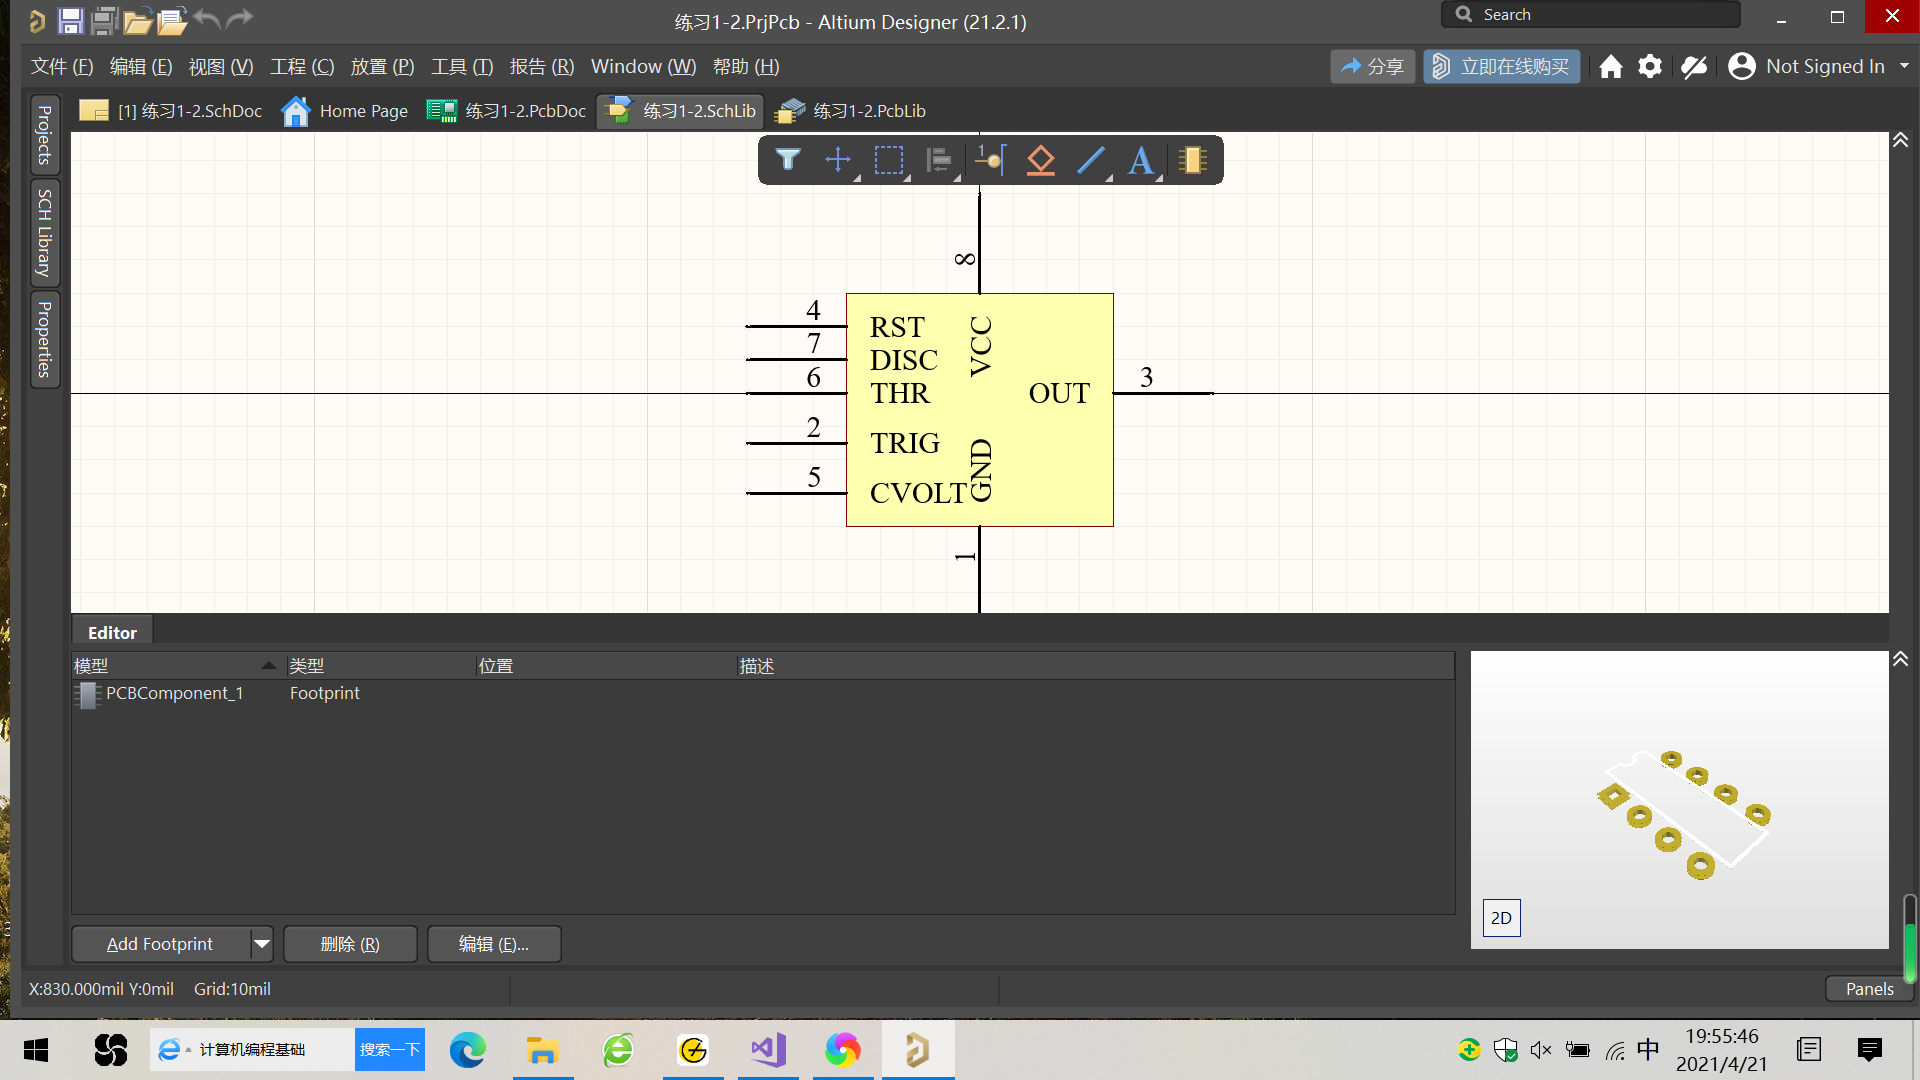 练习1-2.PrjPcb - Altium Designer (21.2.1)
Search
文件 (F) 编辑 (E) 视图 (V) 工程 (C) 放置 (P) 工具 (T) 报告 (R) Window (W) 帮助 (H)
分享
立即在线购买
Not Signed In
[1] 练习1-2.SchDoc
Home Page
练习1-2.PcbDoc
练习1-2.SchLib
练习1-2.PcbLib
Projects
SCH Library
Properties
1
A
8
4
RST
VCC
7
DISC
6
THR
OUT
3
2
TRIG
GND
5
CVOLT
1
Editor
模型 类型 位置 描述
PCBComponent_1 Footprint
2D
Add Footprint
删除 (R)
编辑 (E)...
X:830.000mil Y:0mil Grid:10mil
Panels
计算机编程基础
搜索一下
中
19:55:46
2021/4/21